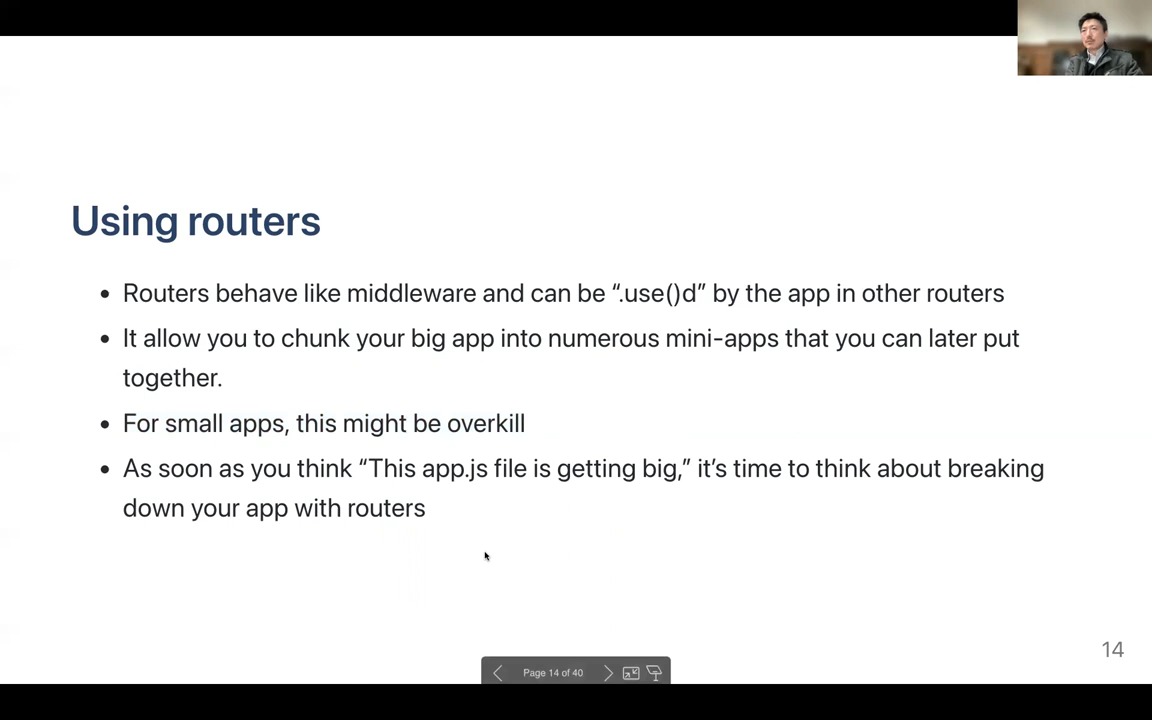 Using routers
• Routers behave like middleware and can be “.use()d” by the app in other routers
• It allow you to chunk your big app into numerous mini-apps that you can later put
together.
• For small apps, this might be overkill
• As soon as you think “This app.js file is getting big,” it’s time to think about breaking
down your app with routers
14
Page 14 of 40